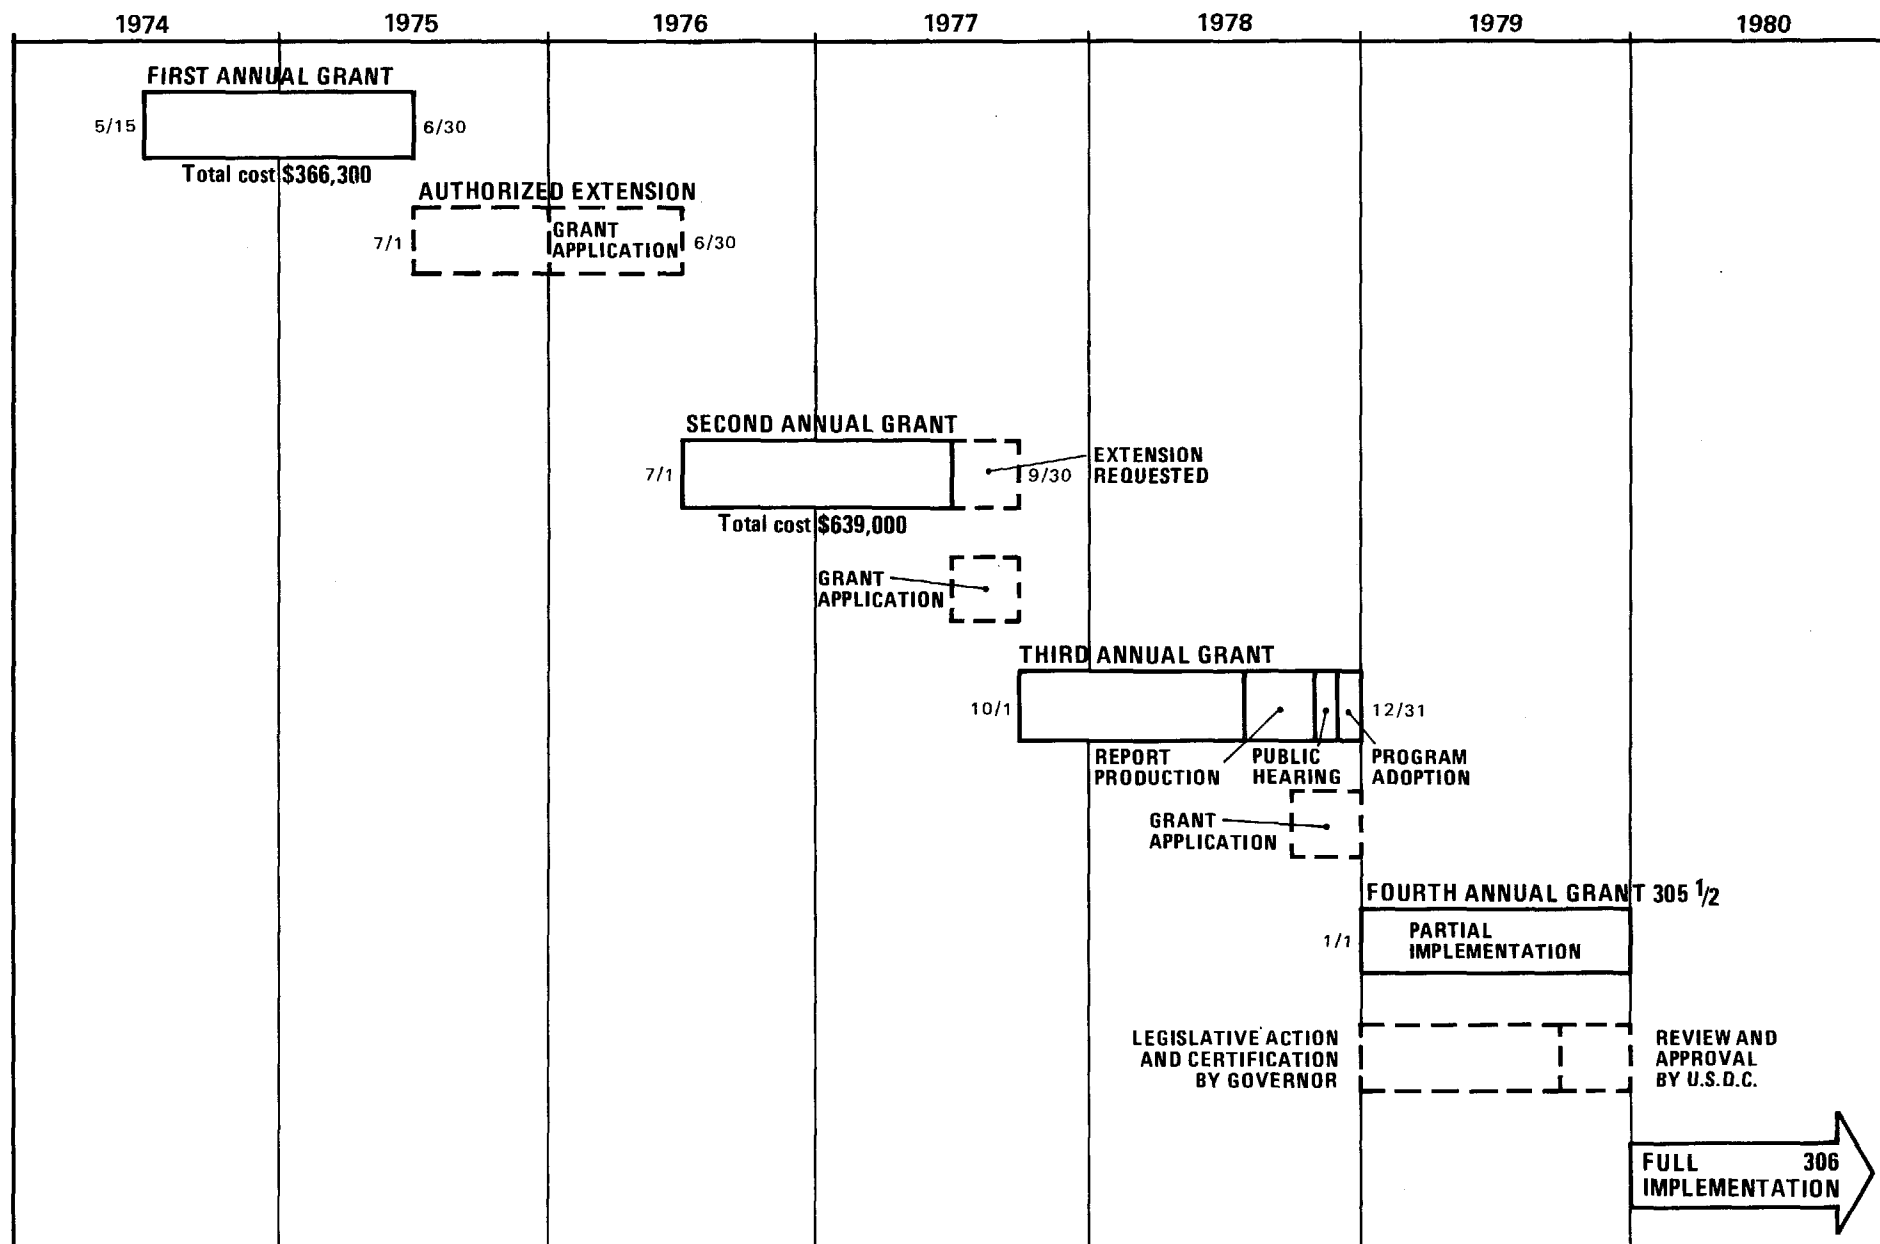 1974 1975 1976 1977 1978 1979 1980
FIRST ANNUAL GRANT
5/15 6/30
Total cost $366,300
AUTHORIZED EXTENSION
7/1 GRANT APPLICATION 6/30
SECOND ANNUAL GRANT
7/1 9/30
EXTENSION
REQUESTED
Total cost $639,000
GRANT
APPLICATION
THIRD ANNUAL GRANT
10/1 12/31
REPORT
PRODUCTION
PUBLIC
HEARING
PROGRAM
ADOPTION
GRANT
APPLICATION
FOURTH ANNUAL GRANT 305 1/2
1/1
PARTIAL
IMPLEMENTATION
LEGISLATIVE ACTION
AND CERTIFICATION
BY GOVERNOR
REVIEW AND
APPROVAL
BY U.S.D.C.
FULL 306
IMPLEMENTATION